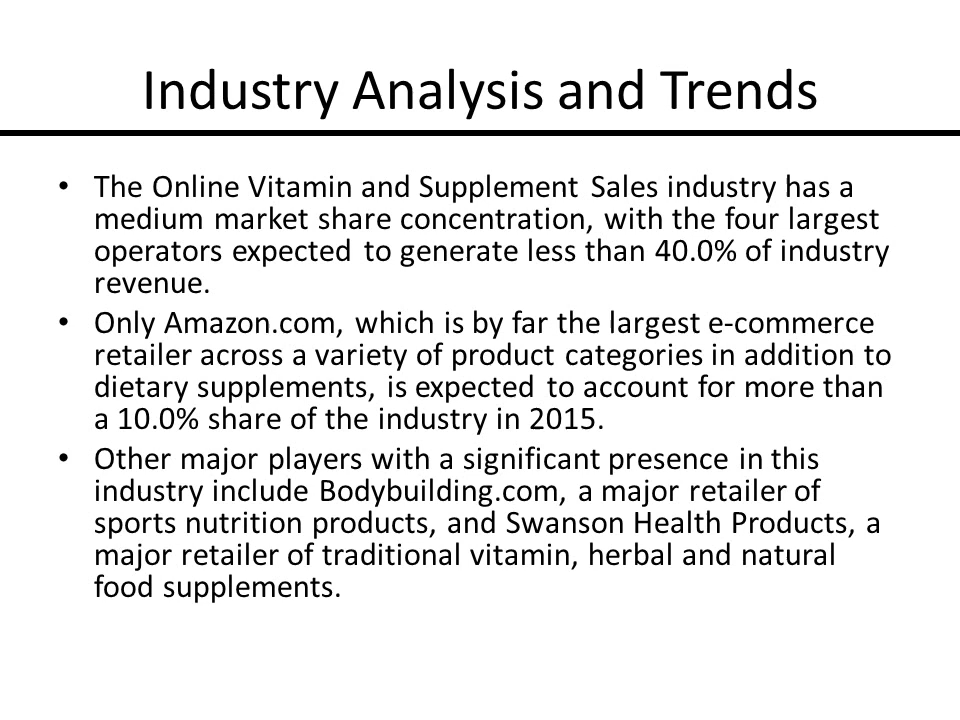 Industry Analysis and Trends
• The Online Vitamin and Supplement Sales industry has a
medium market share concentration, with the four largest
operators expected to generate less than 40.0% of industry
revenue.
• Only Amazon.com, which is by far the largest e-commerce
retailer across a variety of product categories in addition to
dietary supplements, is expected to account for more than
a 10.0% share of the industry in 2015.
• Other major players with a significant presence in this
industry include Bodybuilding.com, a major retailer of
sports nutrition products, and Swanson Health Products, a
major retailer of traditional vitamin, herbal and natural
food supplements.